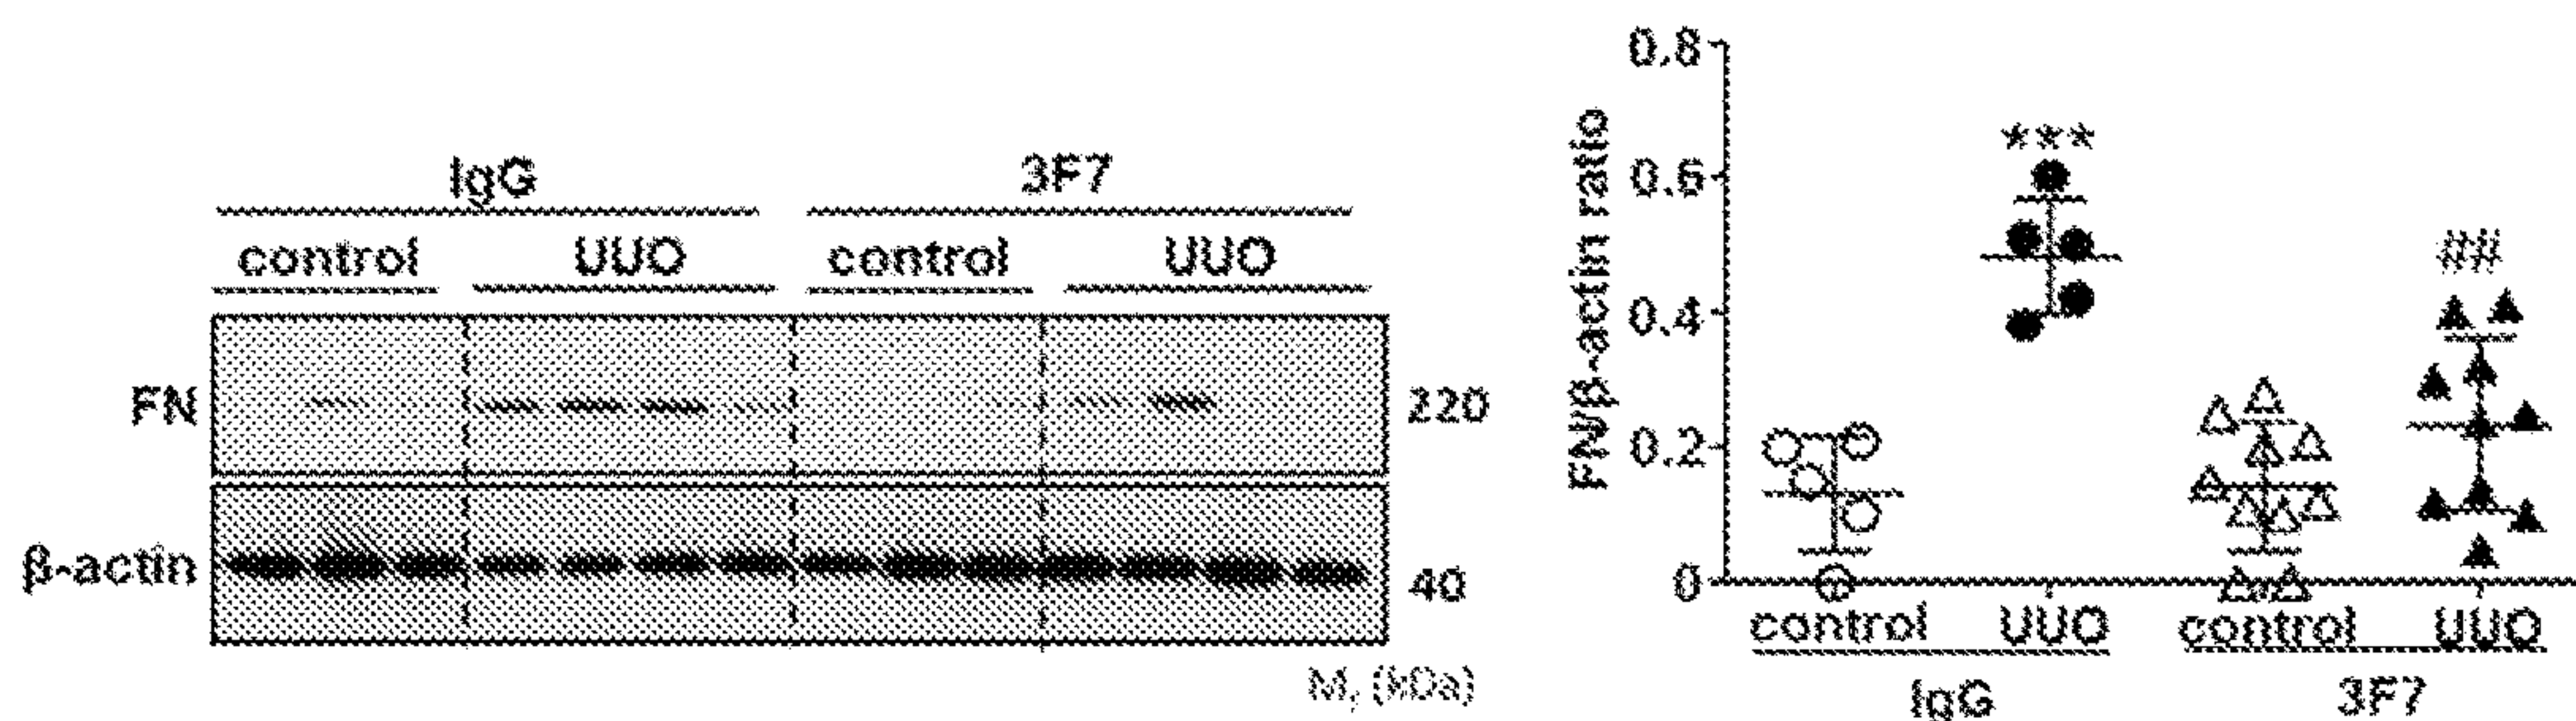 IgG 3F7
control UUO control UUO
FN 220
β-actin 40
Mr (kDa)
FN/β-actin ratio
0.8
0.6
0.4
0.2
0
***
##
control UUO control UUO
IgG 3F7